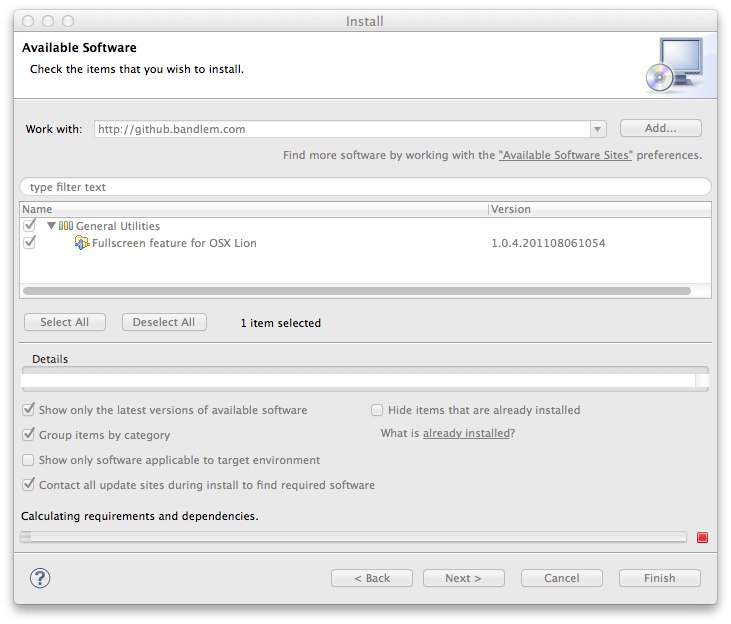 Install
Available Software
Check the items that you wish to install.
Work with: http://github.bandlem.com Add...
Find more software by working with the "Available Software Sites" preferences.
type filter text
Name Version
General Utilities
Fullscreen feature for OSX Lion 1.0.4.201108061054
Select All Deselect All 1 item selected
Details
Show only the latest versions of available software Hide items that are already installed
Group items by category What is already installed?
Show only software applicable to target environment
Contact all update sites during install to find required software
Calculating requirements and dependencies.
? < Back Next > Cancel Finish